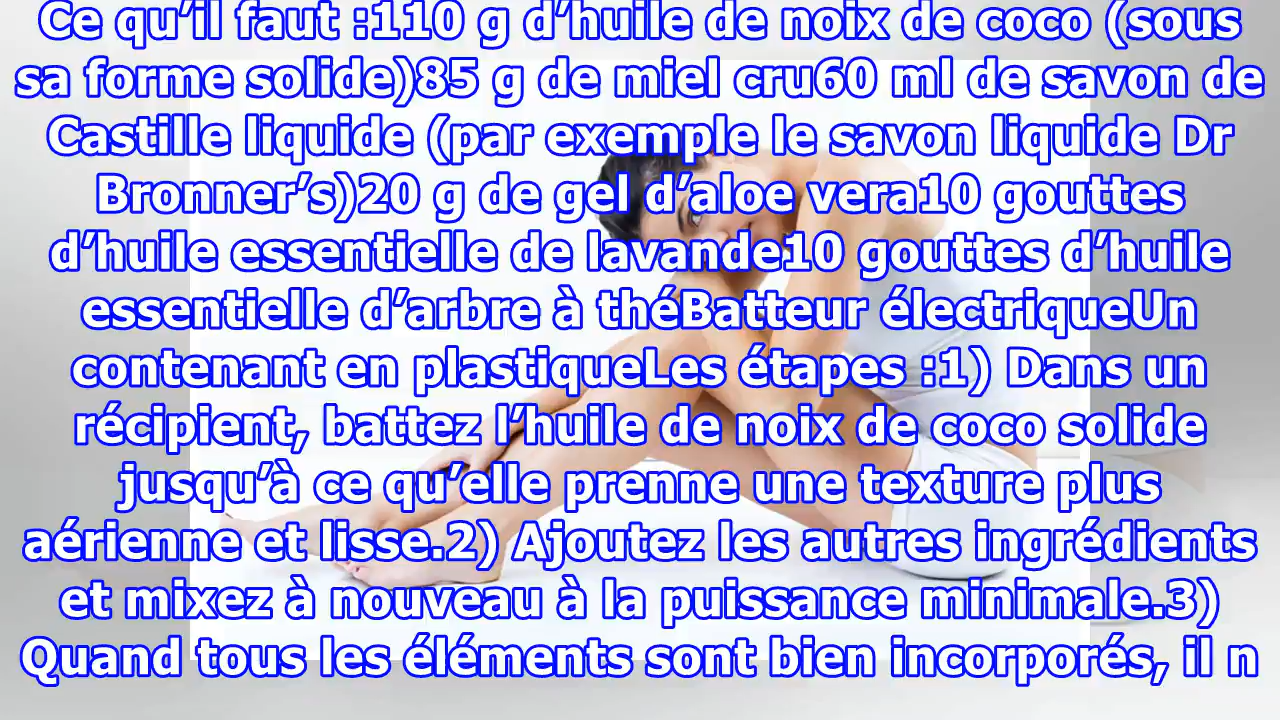 Ce qu’il faut :110 g d’huile de noix de coco (sous
sa forme solide)85 g de miel cru60 ml de savon de
Castille liquide (par exemple le savon liquide Dr
Bronner’s)20 g de gel d’aloe vera10 gouttes
d’huile essentielle de lavande10 gouttes d’huile
essentielle d’arbre à théBatteur électriqueUn
contenant en plastiqueLes étapes :1) Dans un
récipient, battez l’huile de noix de coco solide
jusqu’à ce qu’elle prenne une texture plus
aérienne et lisse.2) Ajoutez les autres ingrédients
et mixez à nouveau à la puissance minimale.3)
Quand tous les éléments sont bien incorporés, il n